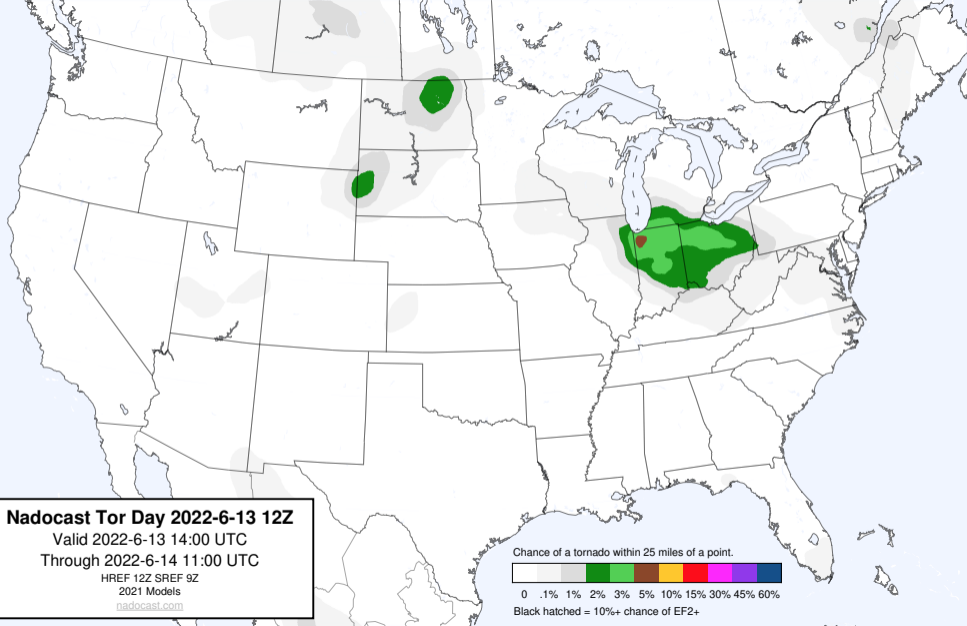 Nadocast Tor Day 2022-6-13 12Z
Valid 2022-6-13 14:00 UTC
Through 2022-6-14 11:00 UTC
HREF 12Z SREF 9Z
2021 Models
nadocast.com
Chance of a tornado within 25 miles of a point.
0 .1% 1% 2% 3% 5% 10% 15% 30% 45% 60%
Black hatched = 10%+ chance of EF2+